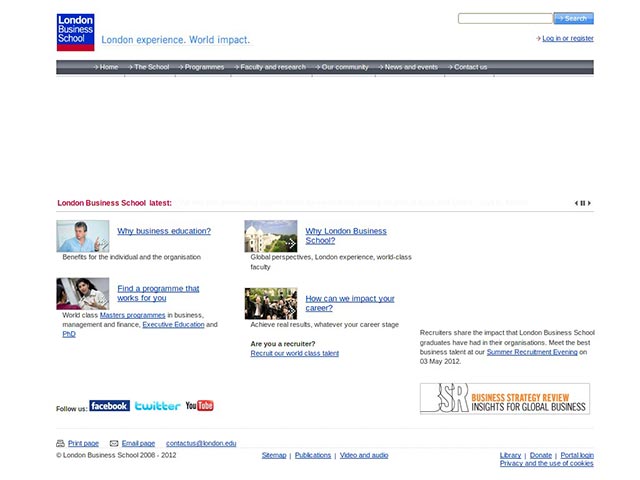 London
Business
School
London experience. World impact.
Search
Log in or register
Home
The School
Programmes
Faculty and research
Our community
News and events
Contact us
London Business School latest:
Why business education?
Benefits for the individual and the organisation
Why London Business
School?
Global perspectives, London experience, world-class
faculty
Find a programme that
works for you
World class Masters programmes in business,
management and finance, Executive Education and
PhD
How can we impact your
career?
Achieve real results, whatever your career stage
Are you a recruiter?
Recruit our world class talent
Recruiters share the impact that London Business School
graduates have had in their organisations. Meet the best
business talent at our Summer Recruitment Evening on
03 May 2012.
BSR BUSINESS STRATEGY REVIEW
INSIGHTS FOR GLOBAL BUSINESS
Follow us: facebook twitter YouTube
Print page Email page contactus@london.edu
© London Business School 2008 - 2012
Sitemap | Publications | Video and audio
Library | Donate | Portal login
Privacy and the use of cookies